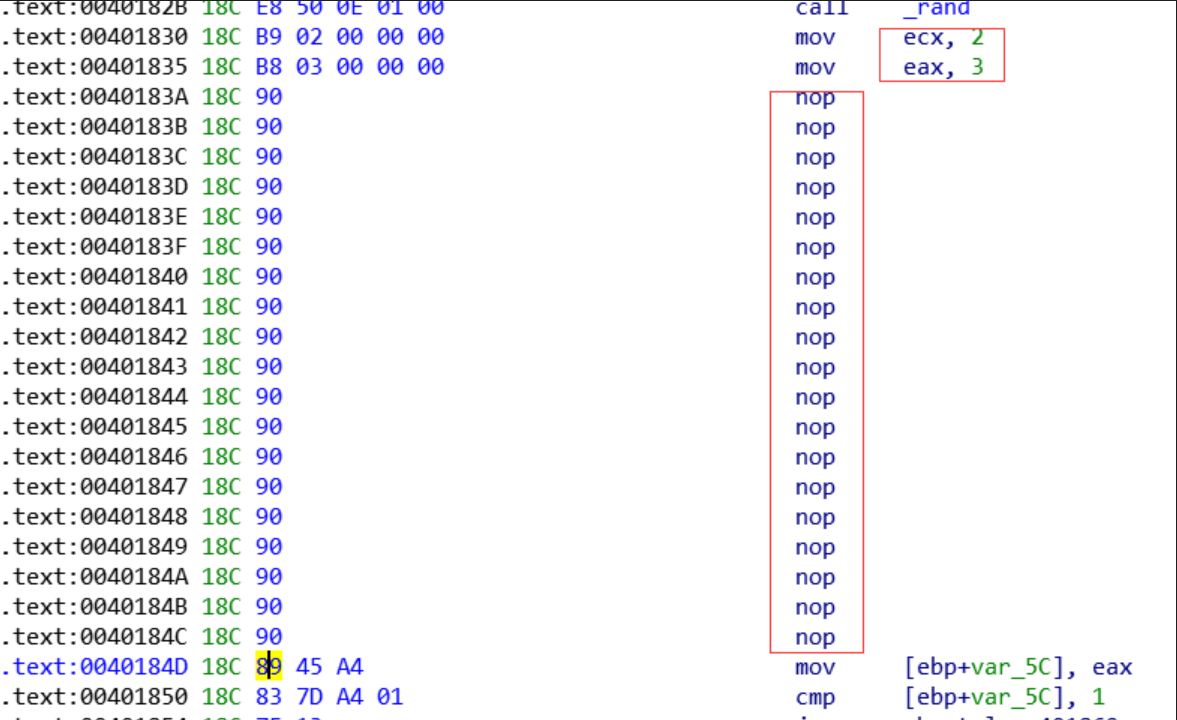 .text:0040182B 18C E8 50 0E 01 00 call _rand
.text:00401830 18C B9 02 00 00 00 mov ecx, 2
.text:00401835 18C B8 03 00 00 00 mov eax, 3
.text:0040183A 18C 90 nop
.text:0040183B 18C 90 nop
.text:0040183C 18C 90 nop
.text:0040183D 18C 90 nop
.text:0040183E 18C 90 nop
.text:0040183F 18C 90 nop
.text:00401840 18C 90 nop
.text:00401841 18C 90 nop
.text:00401842 18C 90 nop
.text:00401843 18C 90 nop
.text:00401844 18C 90 nop
.text:00401845 18C 90 nop
.text:00401846 18C 90 nop
.text:00401847 18C 90 nop
.text:00401848 18C 90 nop
.text:00401849 18C 90 nop
.text:0040184A 18C 90 nop
.text:0040184B 18C 90 nop
.text:0040184C 18C 90 nop
.text:0040184D 18C 89 45 A4 mov [ebp+var_5C], eax
.text:00401850 18C 83 7D A4 01 cmp [ebp+var_5C], 1